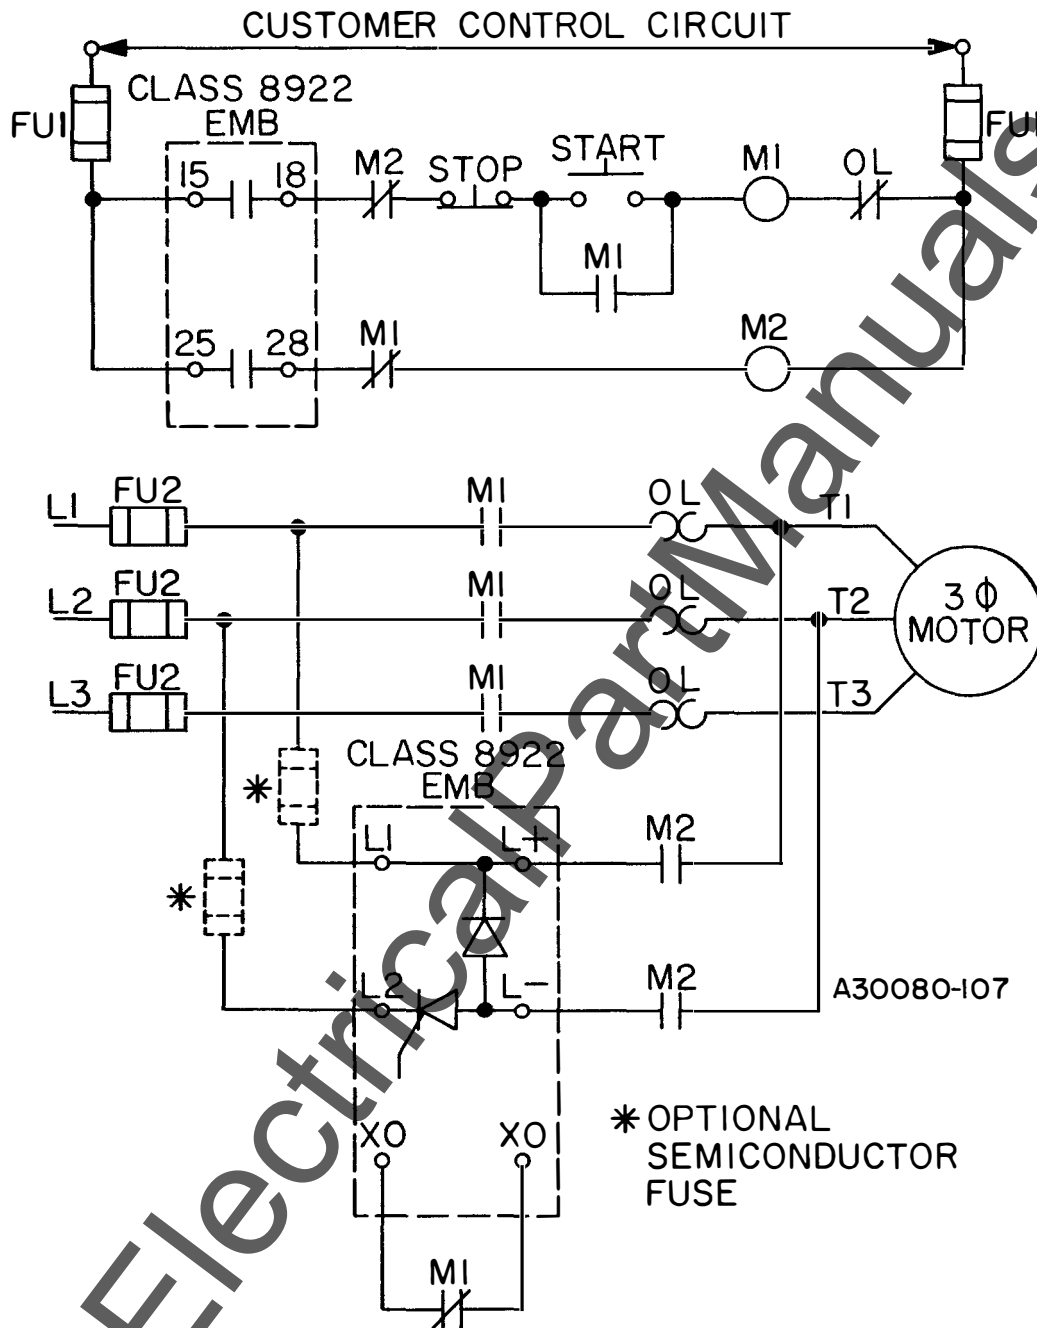 CUSTOMER CONTROL CIRCUIT
CLASS 8922
EMB
FU1
FU1
15 18
M2
STOP
START
M1
OL
M1
25 28
M1
M2
L1
FU2
M1
OL
T1
L2
FU2
M1
OL
T2
3 Φ
MOTOR
L3
FU2
M1
OL
T3
CLASS 8922
EMB
*
L1
L+
M2
*
L2
L-
M2
A30080-107
XO
XO
* OPTIONAL
SEMICONDUCTOR
FUSE
M1
ElectricalPartManuals